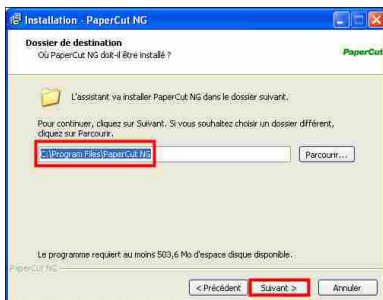 Installation - PaperCut NG
Dossier de destination
Où PaperCut NG doit-il être installé ?
PaperCut
L'assistant va installer PaperCut NG dans le dossier suivant.
Pour continuer, cliquez sur Suivant. Si vous souhaitez choisir un dossier différent,
cliquez sur Parcourir.
C:\Program Files\PaperCut NG
Parcourir...
Le programme requiert au moins 503,6 Mo d'espace disque disponible.
PaperCut NG
< Précédent
Suivant >
Annuler